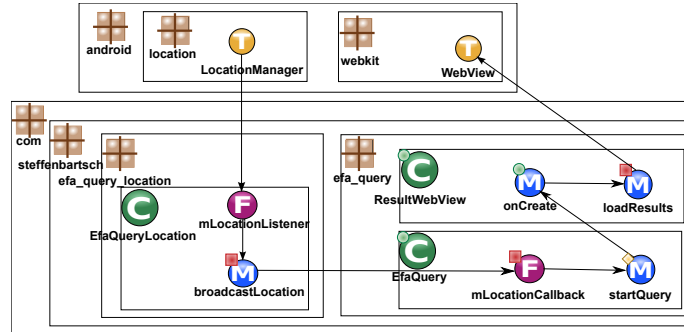 android
location
T
LocationManager
webkit
T
WebView
com
steffenbartsch
efa_query_location
C
EfaQueryLocation
F
mLocationListener
M
broadcastLocation
efa_query
C
ResultWebView
M
onCreate
M
loadResults
C
EfaQuery
F
mLocationCallback
M
startQuery